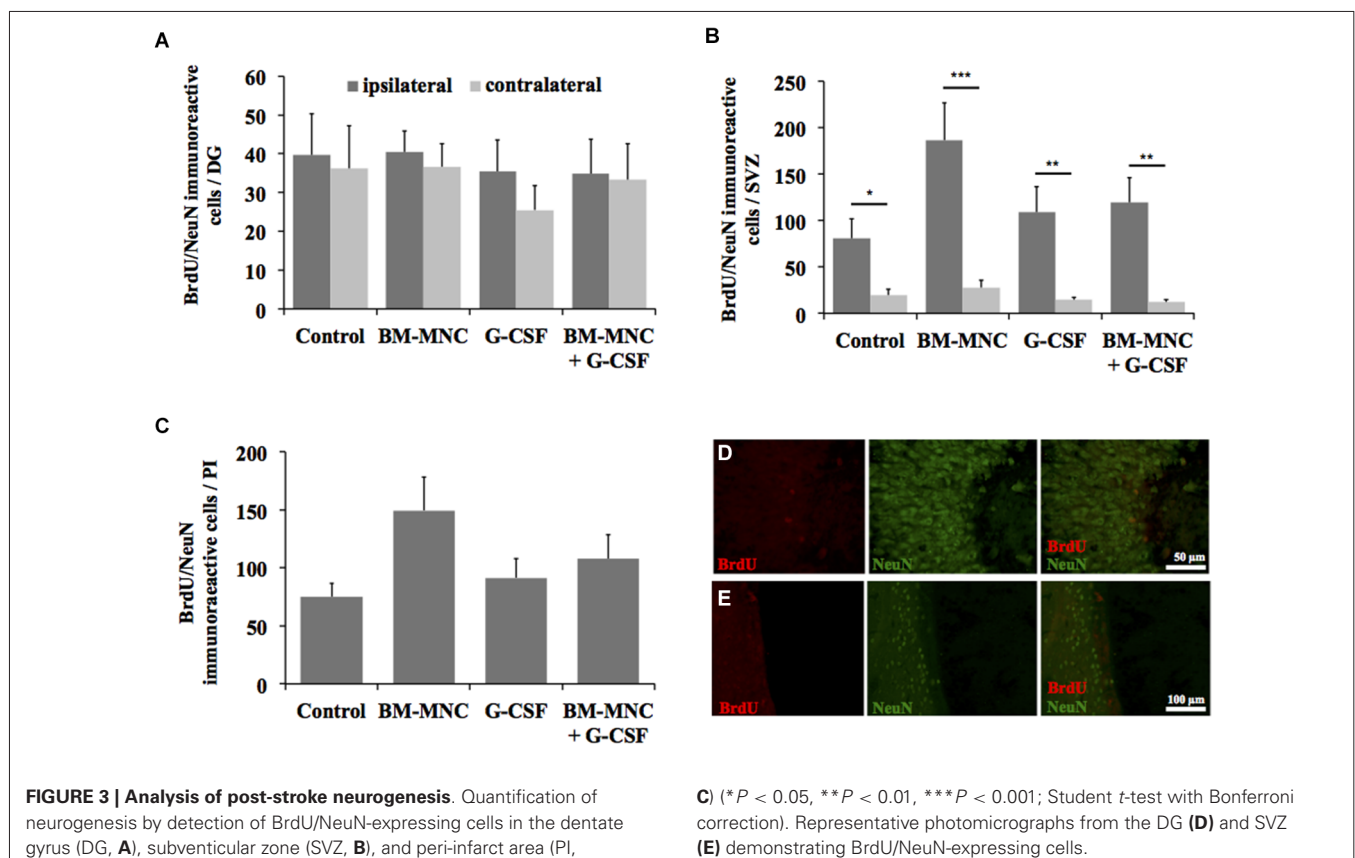 A
BrdU/NeuN immunoreactive
cells / DG
60
50
40
30
20
10
0
ipsilateral
contralateral
Control
BM-MNC
G-CSF
BM-MNC
+ G-CSF
B
BrdU/NeuN immunoreactive
cells / SVZ
250
200
150
100
50
0
*
***
**
**
Control
BM-MNC
G-CSF
BM-MNC
+ G-CSF
C
BrdU/NeuN
immunoraective cells / PI
200
150
100
50
0
Control
BM-MNC
G-CSF
BM-MNC
+ G-CSF
D
BrdU
NeuN
BrdU
NeuN
50 µm
E
BrdU
NeuN
BrdU
NeuN
100 µm
FIGURE 3 | Analysis of post-stroke neurogenesis. Quantification of
neurogenesis by detection of BrdU/NeuN-expressing cells in the dentate
gyrus (DG, A), subventicular zone (SVZ, B), and peri-infarct area (PI,
C) (*P < 0.05, **P < 0.01, ***P < 0.001; Student t-test with Bonferroni
correction). Representative photomicrographs from the DG (D) and SVZ
(E) demonstrating BrdU/NeuN-expressing cells.